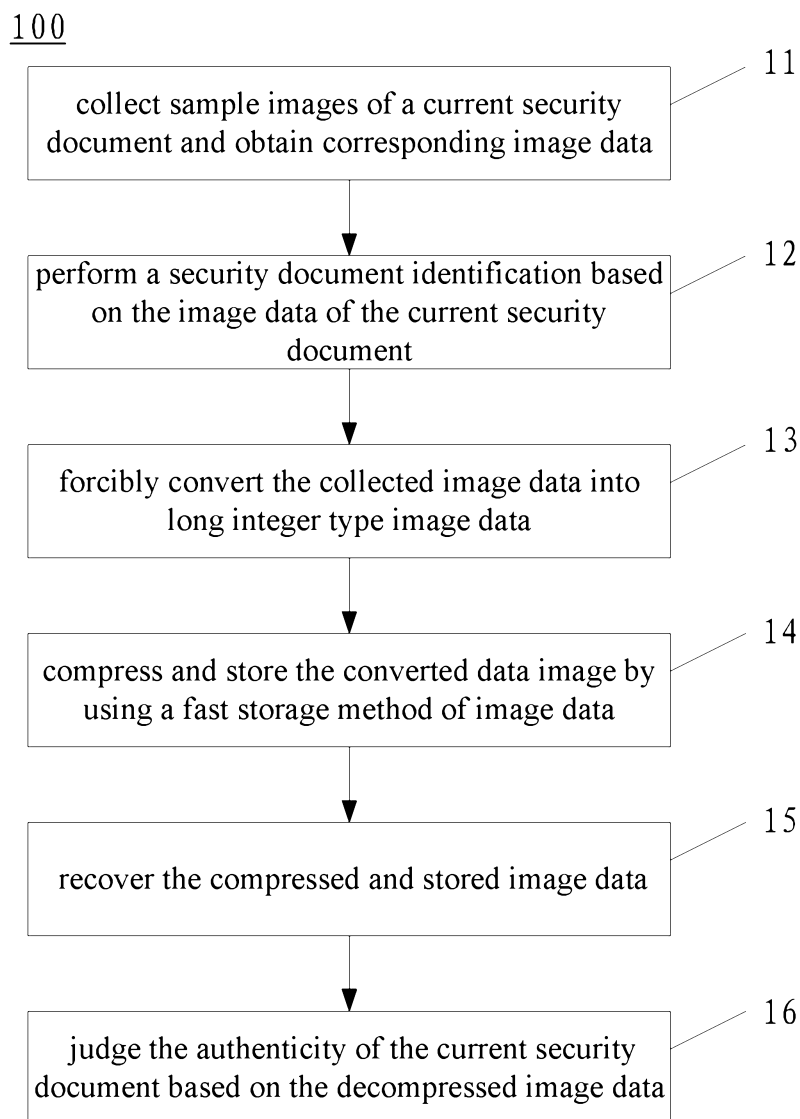 100
11
collect sample images of a current security
document and obtain corresponding image data
12
perform a security document identification based
on the image data of the current security
document
13
forcibly convert the collected image data into
long integer type image data
14
compress and store the converted data image by
using a fast storage method of image data
15
recover the compressed and stored image data
16
judge the authenticity of the current security
document based on the decompressed image data